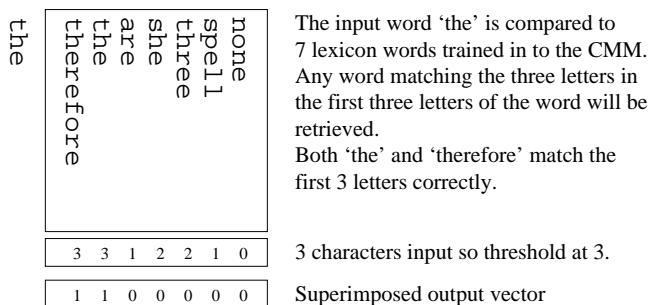 the
therefore
the
are
she
three
spell
none
The input word ‘the’ is compared to
7 lexicon words trained in to the CMM.
Any word matching the three letters in
the first three letters of the word will be
retrieved.
Both ‘the’ and ‘therefore’ match the
first 3 letters correctly.
3 3 1 2 2 1 0
3 characters input so threshold at 3.
1 1 0 0 0 0 0
Superimposed output vector